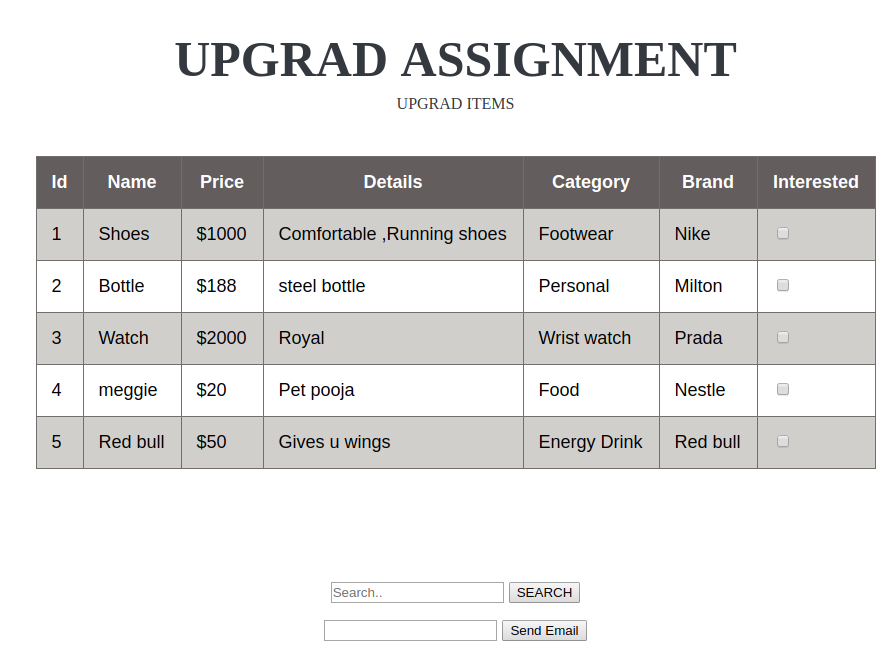 UPGRAD ASSIGNMENT
UPGRAD ITEMS
Id Name Price Details Category Brand Interested
1 Shoes $1000 Comfortable ,Running shoes Footwear Nike
2 Bottle $188 steel bottle Personal Milton
3 Watch $2000 Royal Wrist watch Prada
4 meggie $20 Pet pooja Food Nestle
5 Red bull $50 Gives u wings Energy Drink Red bull
Search.. SEARCH
Send Email